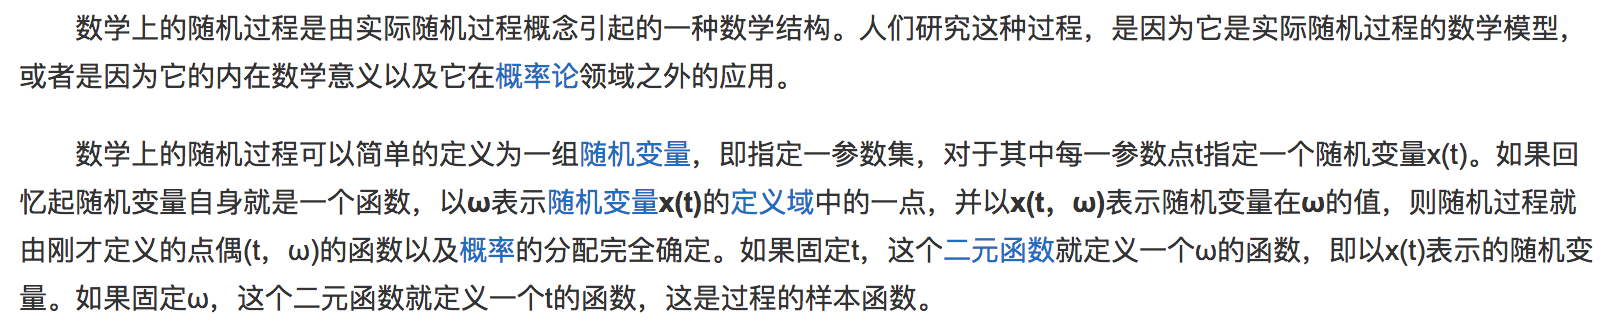 数学上的随机过程是由实际随机过程概念引起的一种数学结构。人们研究这种过程，是因为它是实际随机过程的数学模型，
或者是因为它的内在数学意义以及它在概率论领域之外的应用。
数学上的随机过程可以简单的定义为一组随机变量，即指定一参数集，对于其中每一参数点t指定一个随机变量x(t)。如果回
忆起随机变量自身就是一个函数，以ω表示随机变量x(t)的定义域中的一点，并以x(t，ω)表示随机变量在ω的值，则随机过程就
由刚才定义的点偶(t，ω)的函数以及概率的分配完全确定。如果固定t，这个二元函数就定义一个ω的函数，即以x(t)表示的随机变
量。如果固定ω，这个二元函数就定义一个t的函数，这是过程的样本函数。